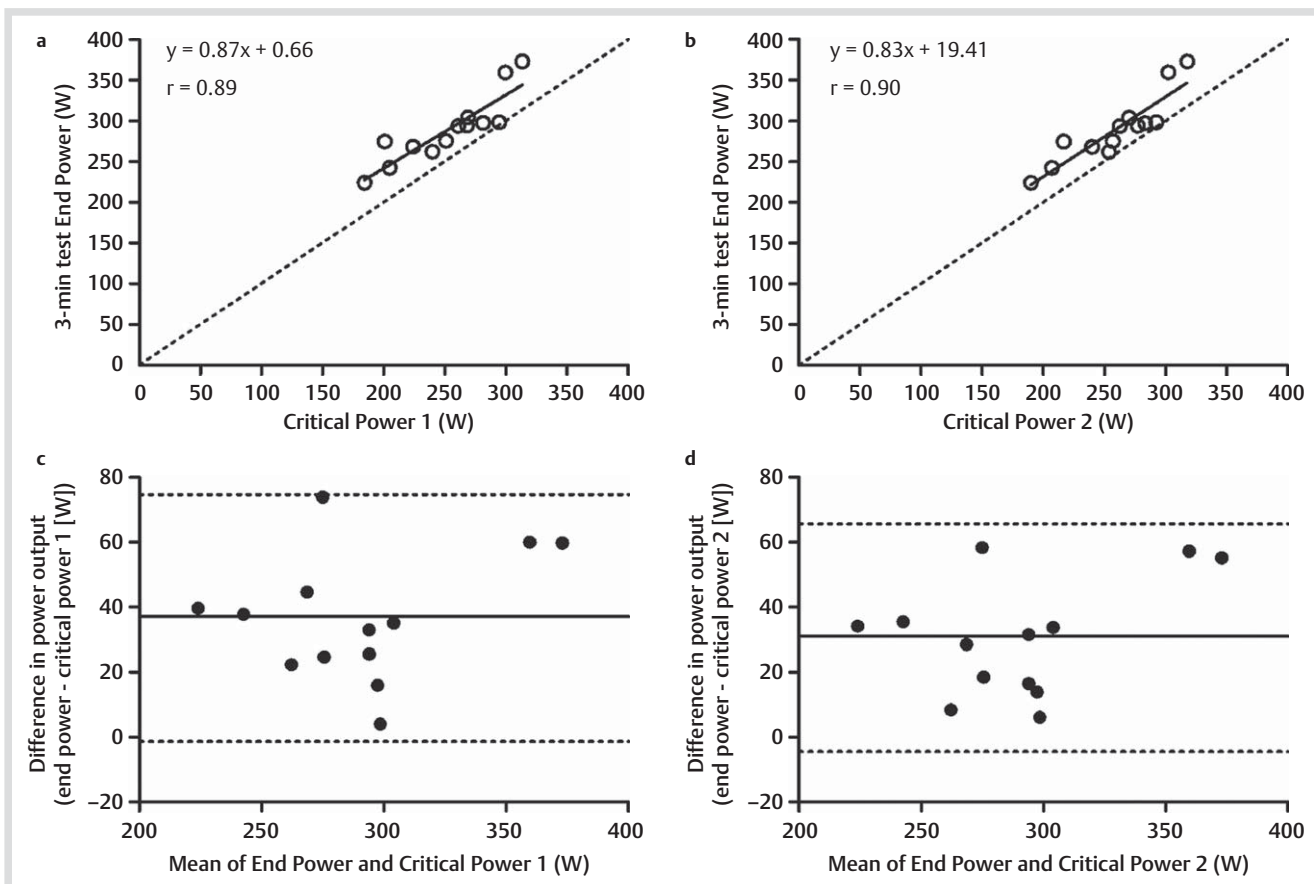 a
y = 0.87x + 0.66
r = 0.89
3-min test End Power (W)
400
350
300
250
200
150
100
50
0
0 50 100 150 200 250 300 350 400
Critical Power 1 (W)
b
y = 0.83x + 19.41
r = 0.90
3-min test End Power (W)
400
350
300
250
200
150
100
50
0
0 50 100 150 200 250 300 350 400
Critical Power 2 (W)
c
Difference in power output
(end power - critical power 1 [W])
80
60
40
20
0
–20
200 250 300 350 400
Mean of End Power and Critical Power 1 (W)
d
Difference in power output
(end power - critical power 2 [W])
80
60
40
20
0
–20
200 250 300 350 400
Mean of End Power and Critical Power 2 (W)